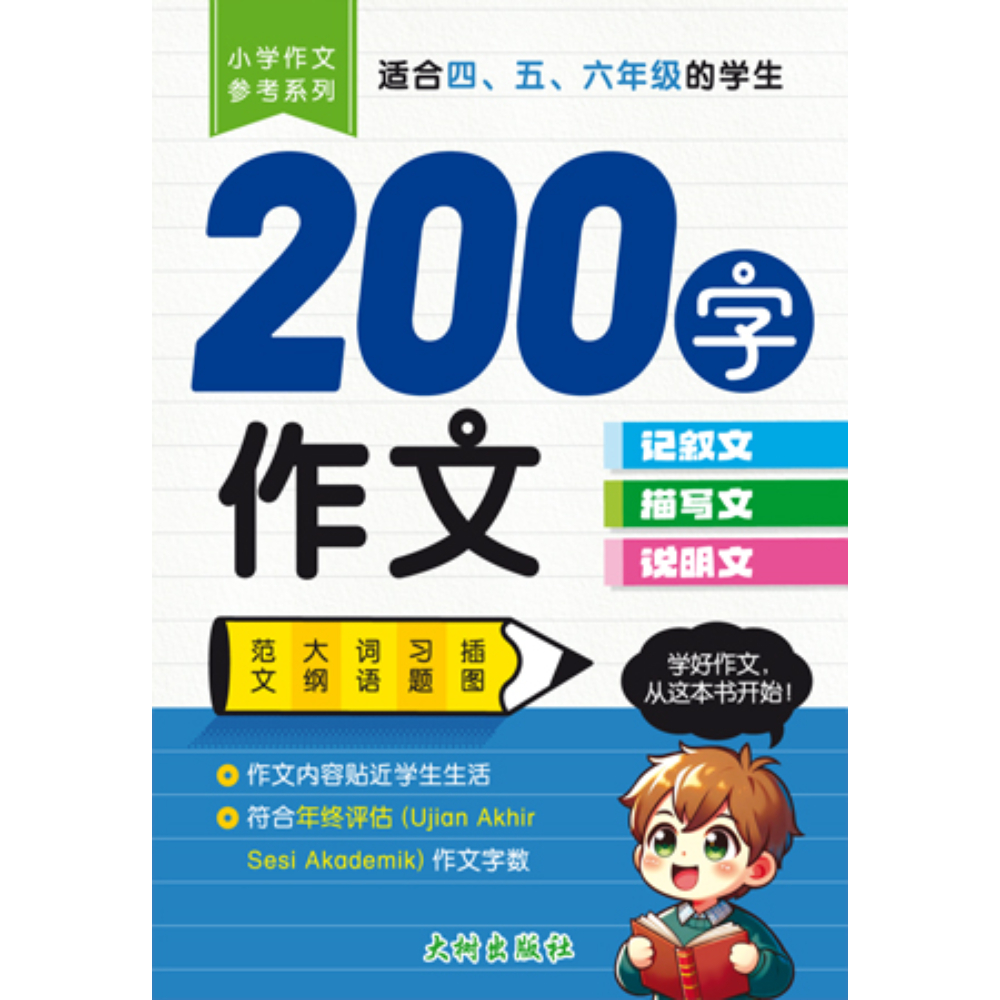 小学作文
参考系列
适合四、五、六年级的学生
200字
作文
记叙文
描写文
说明文
范文
大纲
词语
习题
插图
学好作文，
从这本书开始！
作文内容贴近学生生活
符合年终评估 (Ujian Akhir
Sesi Akademik) 作文字数
大树出版社